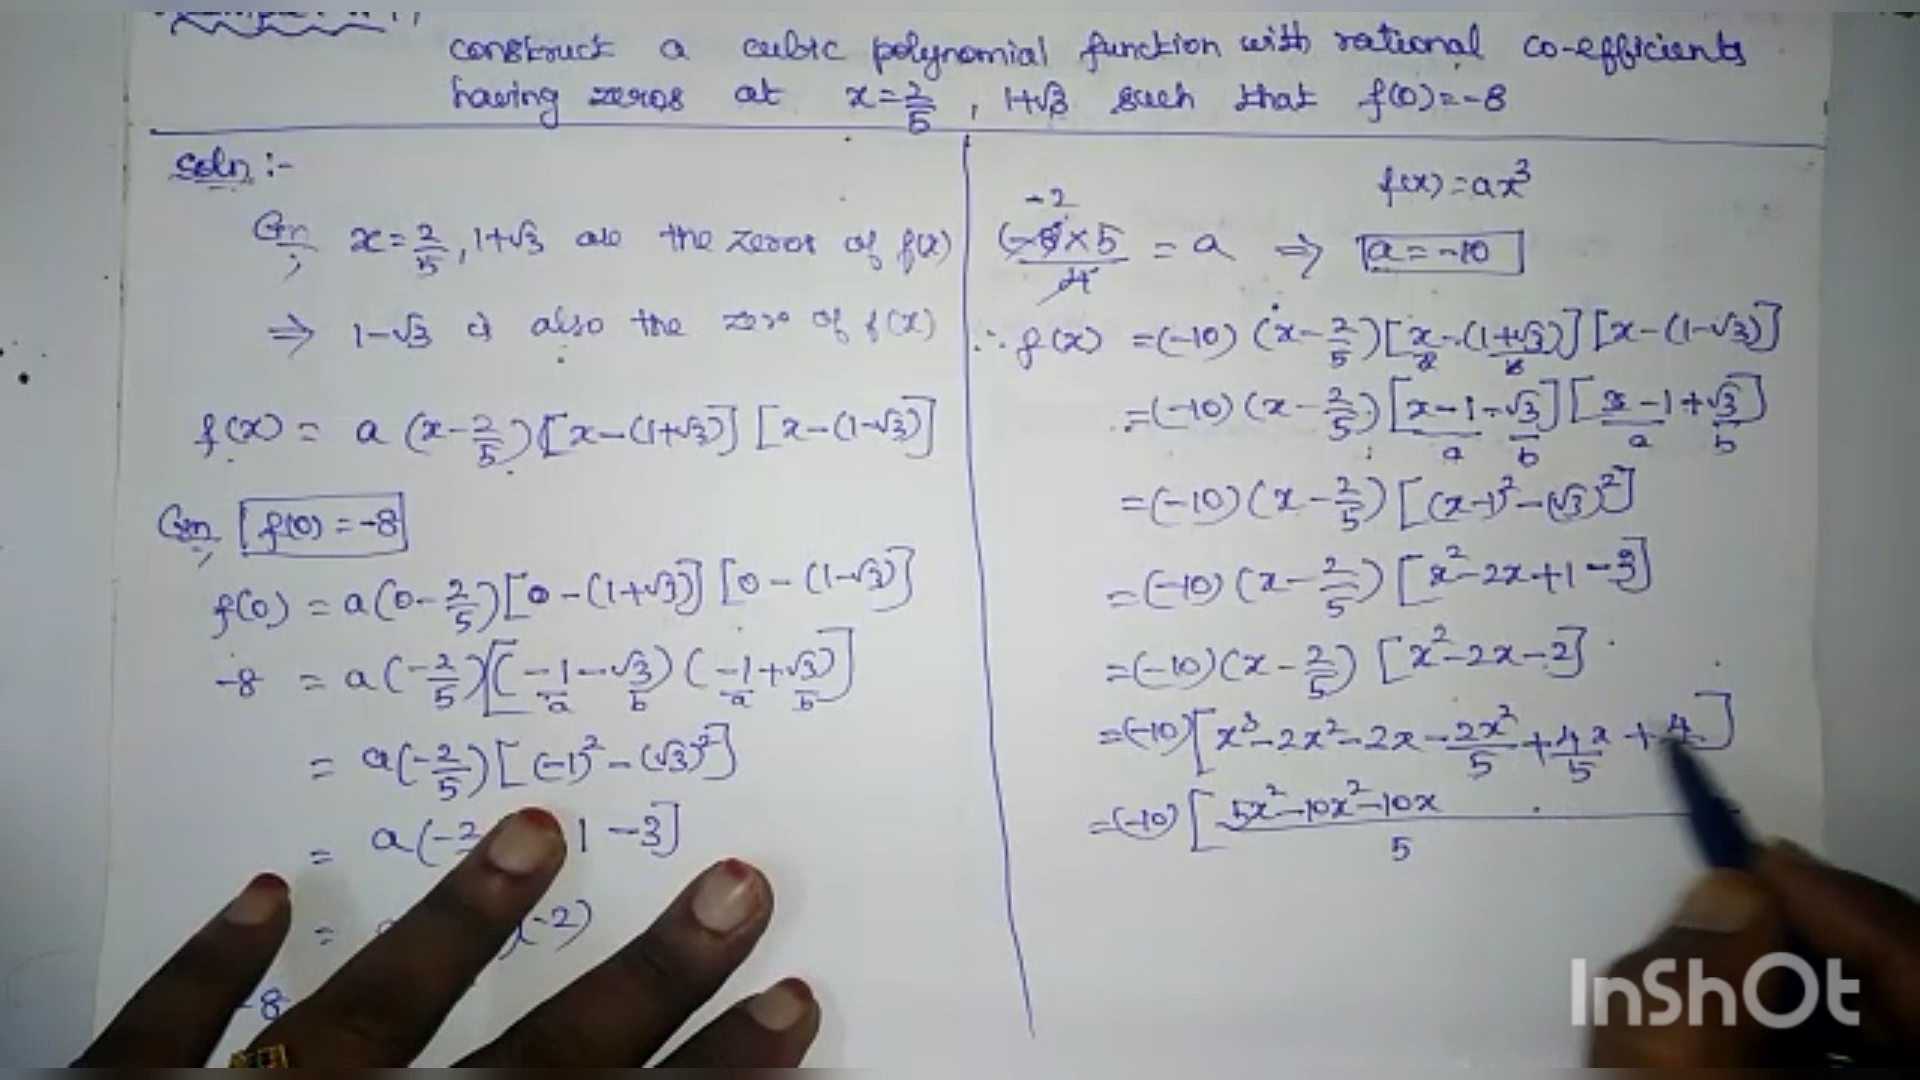 construct a cubic polynomial function with rational co-efficients
having zeros at x = 2/5 , 1+√3 such that f(0) = -8
Soln :-
Gn, x = 2/5 , 1+√3 are the zeros of f(x)
⇒ 1-√3 is also the zero of f(x)
f(x) = a (x - 2/5) [x-(1+√3)] [x-(1-√3)]
Gn, f(0) = -8
f(0) = a(0 - 2/5) [0-(1+√3)] [0-(1-√3)]
-8 = a(-2/5) [(-1-√3) (-1+√3)]
a b a b
= a(-2/5) [(-1)² - (√3)²]
= a(-2 1 -3]
= (-2)
-8
f(x) = ax³
-2
(-8×5)/4 = a ⇒ a = -10
∴ f(x) = (-10) (x - 2/5) [x-(1+√3)] [x-(1-√3)]
= (-10) (x - 2/5) [x-1-√3] [x-1+√3]
a b a b
= (-10) (x - 2/5) [(x-1)² - (√3)²]
= (-10) (x - 2/5) [x²-2x+1-3]
= (-10) (x - 2/5) [x²-2x-2]
= (-10) [x³-2x²-2x - 2x²/5 + 4x/5 + 4 ]
= (-10) [ 5x²-10x²-10x
5
InShOt